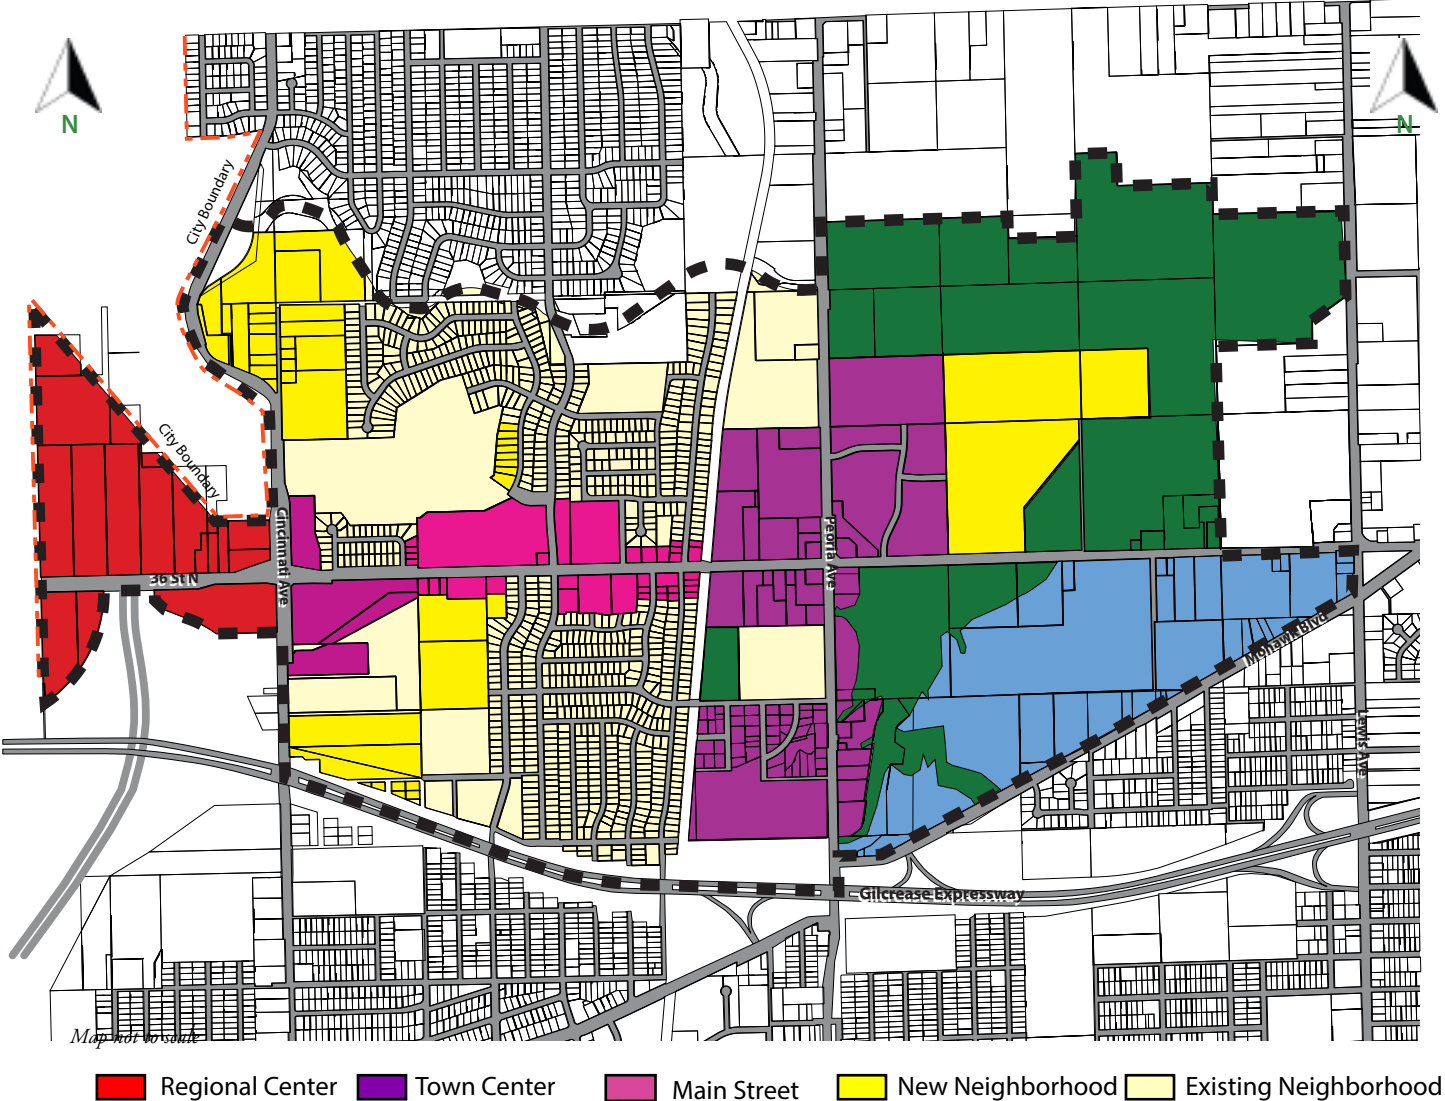 N
N
City Boundary
City Boundary
Cincinnati Ave
Peoria Ave
36 St N
Mohawk Blvd
Lewis Ave
Gilcrease Expressway
Map not to scale
Regional Center
Town Center
Main Street
New Neighborhood
Existing Neighborhood